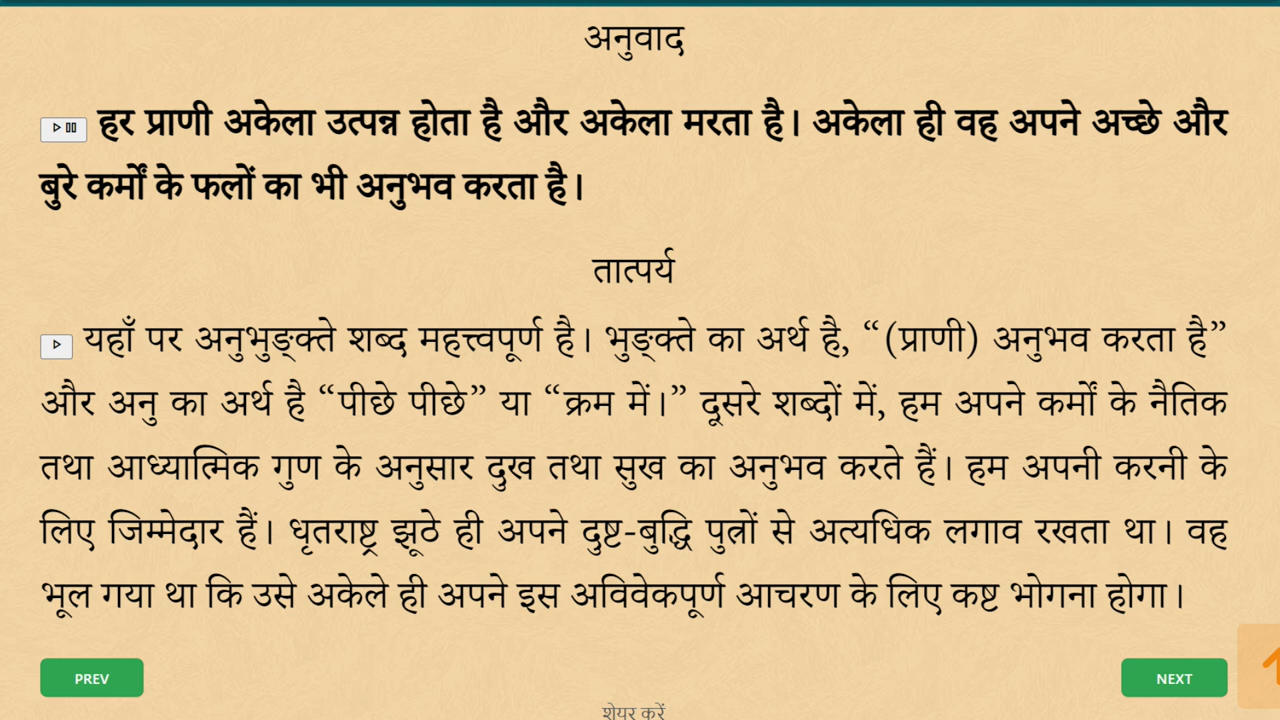 अनुवाद
हर प्राणी अकेला उत्पन्न होता है और अकेला मरता है। अकेला ही वह अपने अच्छे और
बुरे कर्मों के फलों का भी अनुभव करता है।
तात्पर्य
यहाँ पर अनुभुङ्क्ते शब्द महत्त्वपूर्ण है। भुङ्क्ते का अर्थ है, “(प्राणी) अनुभव करता है”
और अनु का अर्थ है “पीछे पीछे” या “क्रम में।” दूसरे शब्दों में, हम अपने कर्मों के नैतिक
तथा आध्यात्मिक गुण के अनुसार दुख तथा सुख का अनुभव करते हैं। हम अपनी करनी के
लिए जिम्मेदार हैं। धृतराष्ट्र झूठे ही अपने दुष्ट-बुद्धि पुत्रों से अत्यधिक लगाव रखता था। वह
भूल गया था कि उसे अकेले ही अपने इस अविवेकपूर्ण आचरण के लिए कष्ट भोगना होगा।
PREV
NEXT
शेयर करें